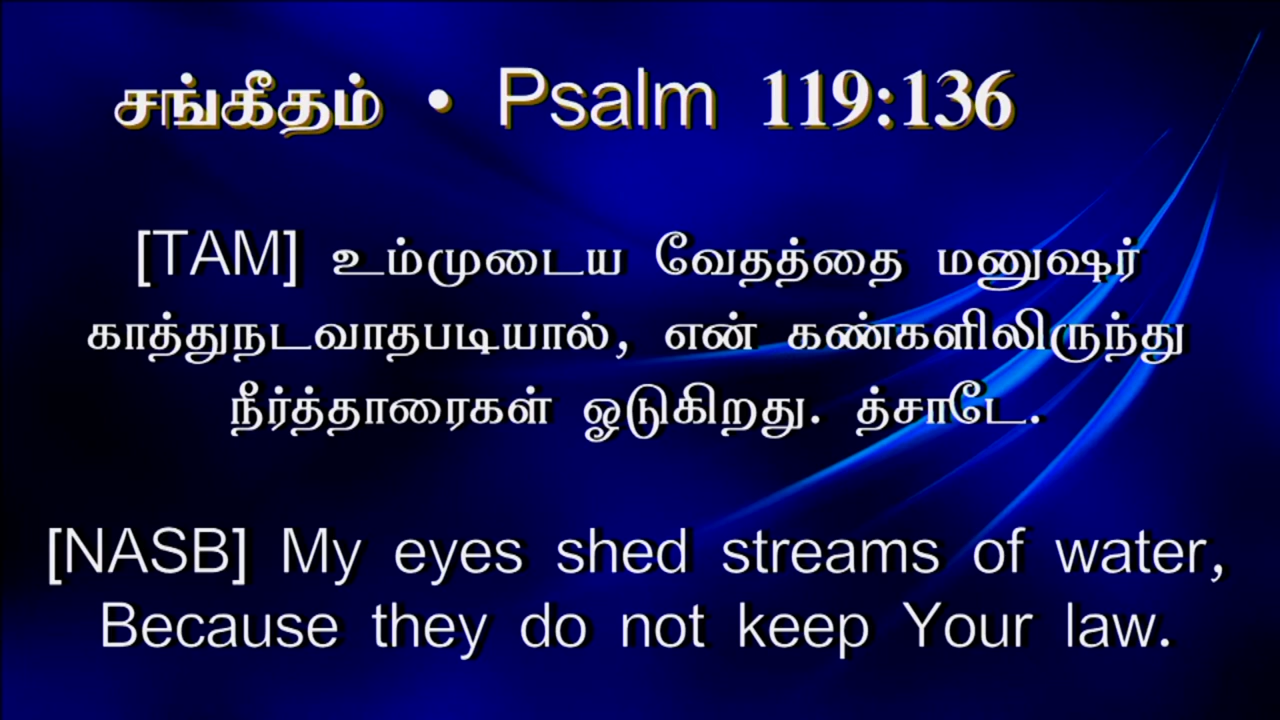 சங்கீதம் • Psalm 119:136
[TAM] உம்முடைய வேதத்தை மனுஷர்
காத்துநடவாதபடியால், என் கண்களிலிருந்து
நீர்த்தாரைகள் ஓடுகிறது. த்சாடே.
[NASB] My eyes shed streams of water,
Because they do not keep Your law.